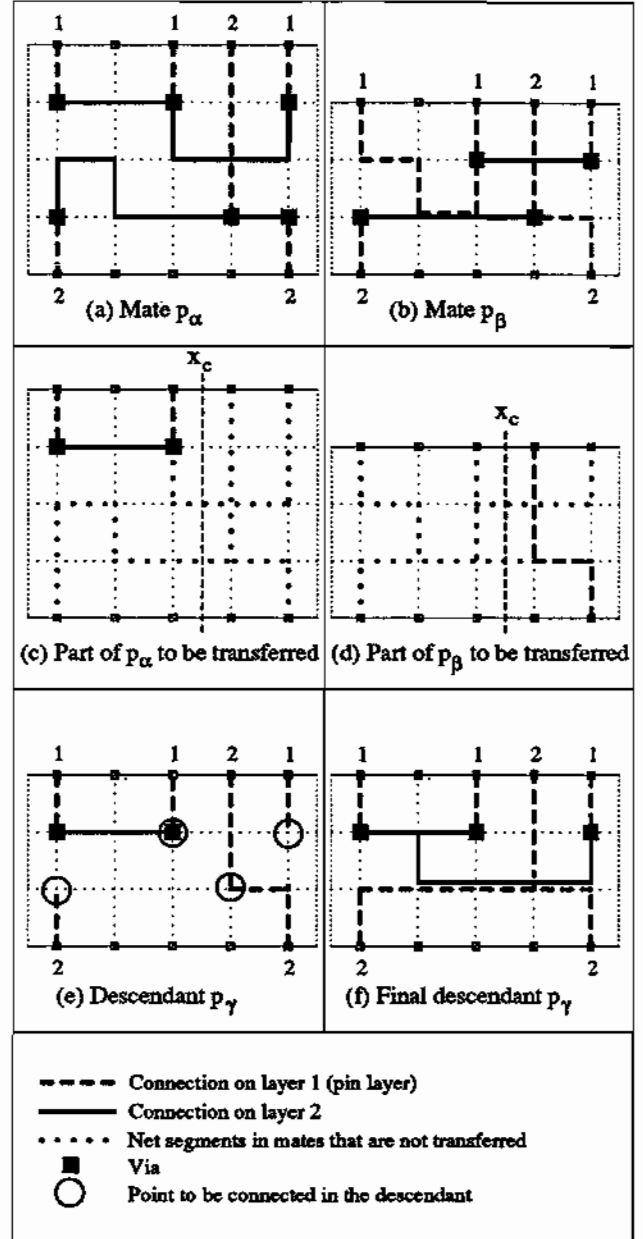 1 1 2 1
2 2
(a) Mate pα
1 1 2 1
2 2
(b) Mate pβ
xc
(c) Part of pα to be transferred
xc
(d) Part of pβ to be transferred
1 1 2 1
2 2
(e) Descendant pγ
1 1 2 1
2 2
(f) Final descendant pγ
Connection on layer 1 (pin layer)
Connection on layer 2
Net segments in mates that are not transferred
Via
Point to be connected in the descendant